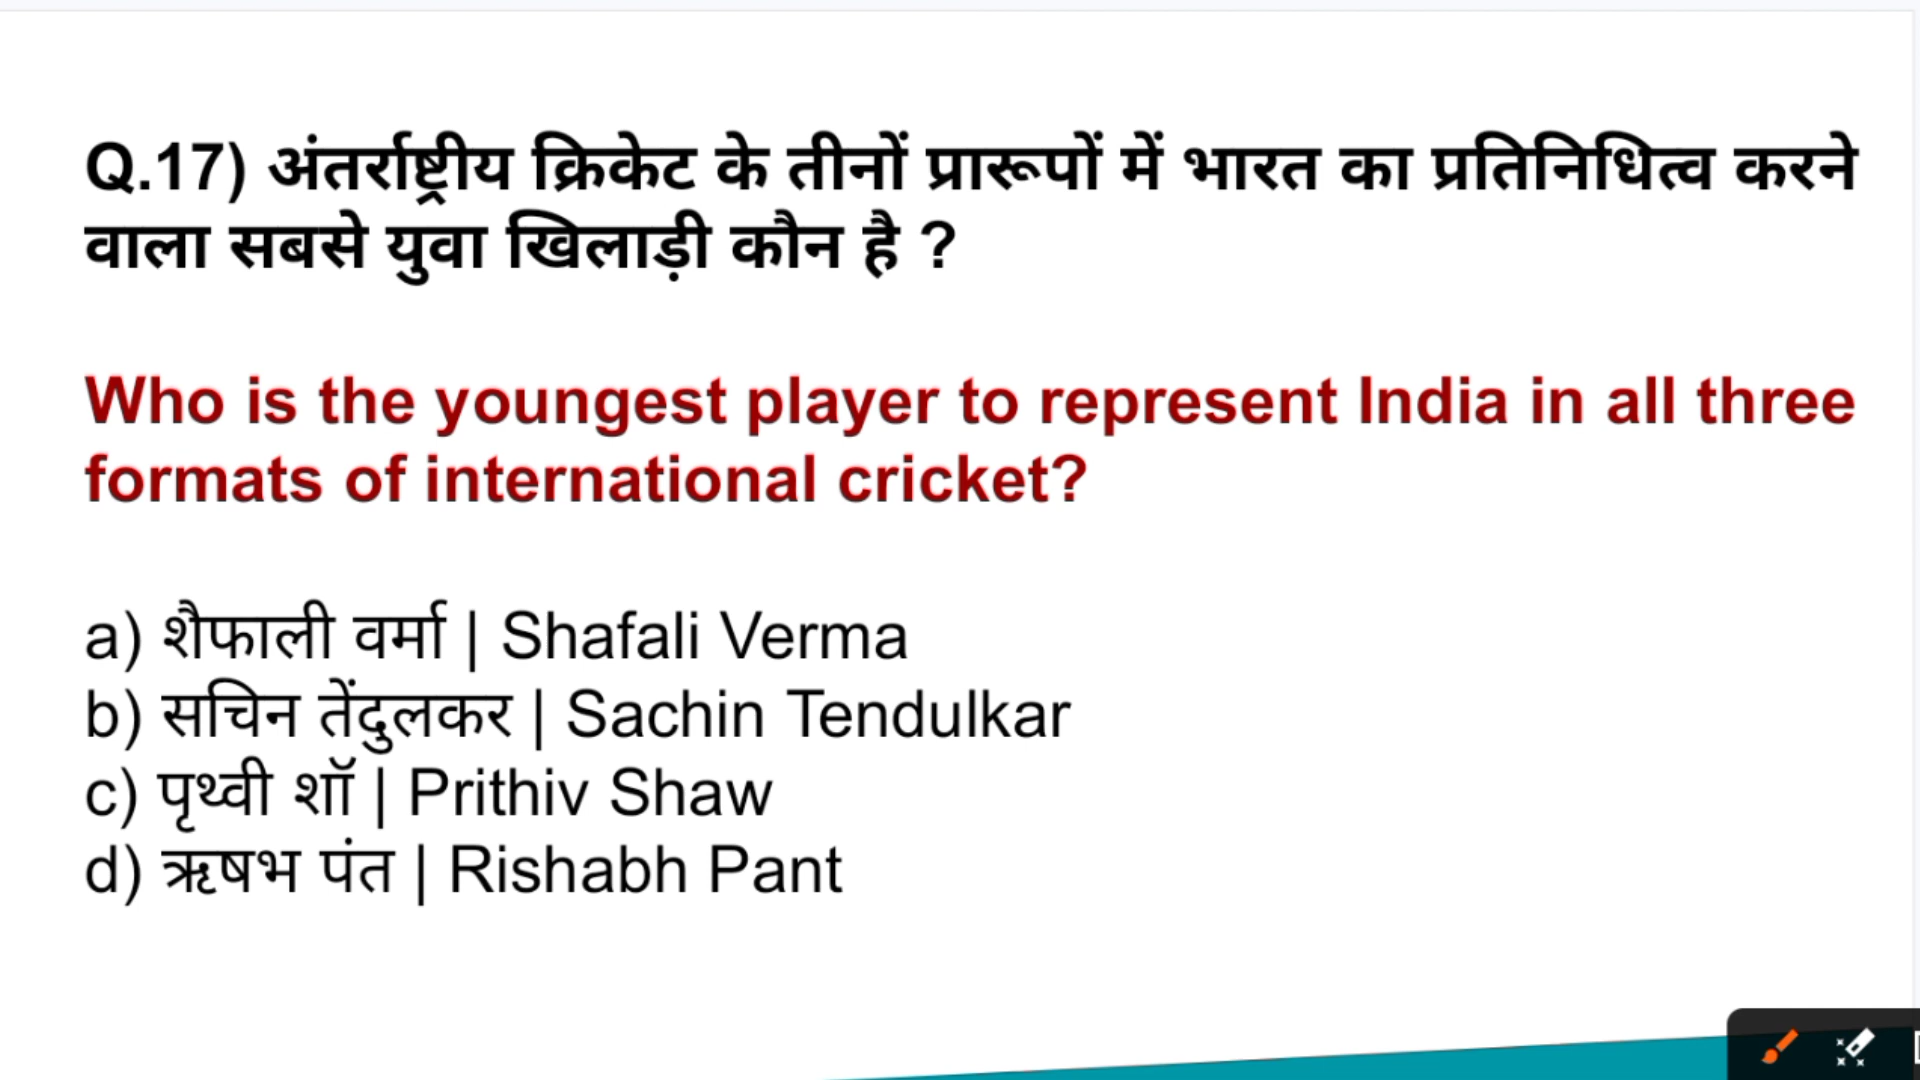 Q.17) अंतर्राष्ट्रीय क्रिकेट के तीनों प्रारूपों में भारत का प्रतिनिधित्व करने
वाला सबसे युवा खिलाड़ी कौन है ?
Who is the youngest player to represent India in all three
formats of international cricket?
a) शैफाली वर्मा | Shafali Verma
b) सचिन तेंदुलकर | Sachin Tendulkar
c) पृथ्वी शॉ | Prithiv Shaw
d) ऋषभ पंत | Rishabh Pant